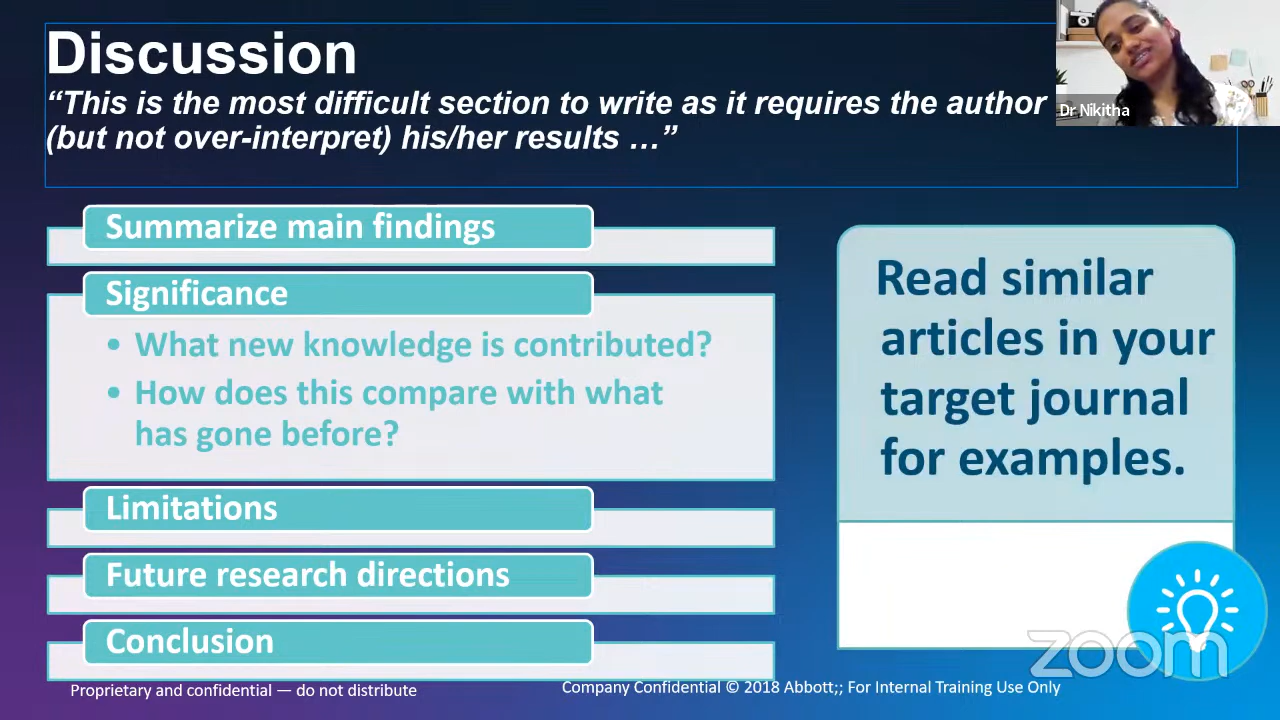 Discussion
“This is the most difficult section to write as it requires the author
(but not over-interpret) his/her results …”
Dr Nikitha
Summarize main findings
Significance
• What new knowledge is contributed?
• How does this compare with what
has gone before?
Limitations
Future research directions
Conclusion
Read similar
articles in your
target journal
for examples.
zoom
Proprietary and confidential — do not distribute
Company Confidential © 2018 Abbott;; For Internal Training Use Only